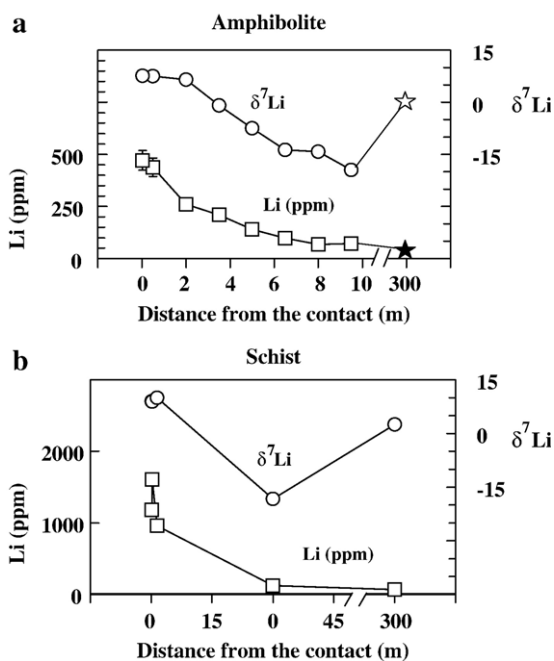 a
Amphibolite
15
0
-15
δ⁷Li
δ⁷Li
500
250
0
Li (ppm)
Li (ppm)
0 2 4 6 8 10 300
Distance from the contact (m)
b
Schist
15
0
-15
δ⁷Li
δ⁷Li
2000
1000
0
Li (ppm)
Li (ppm)
0 15 0 45 300
Distance from the contact (m)